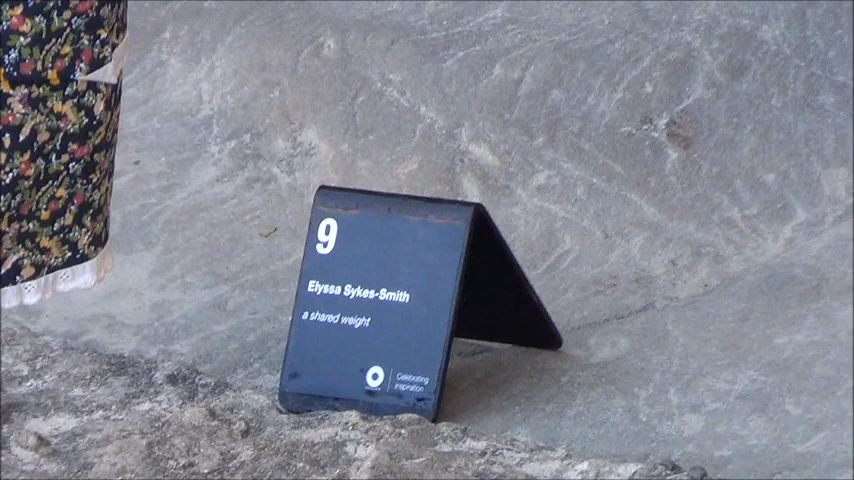 9
Elyssa Sykes-Smith
a shared weight
Celebrating
inspiration